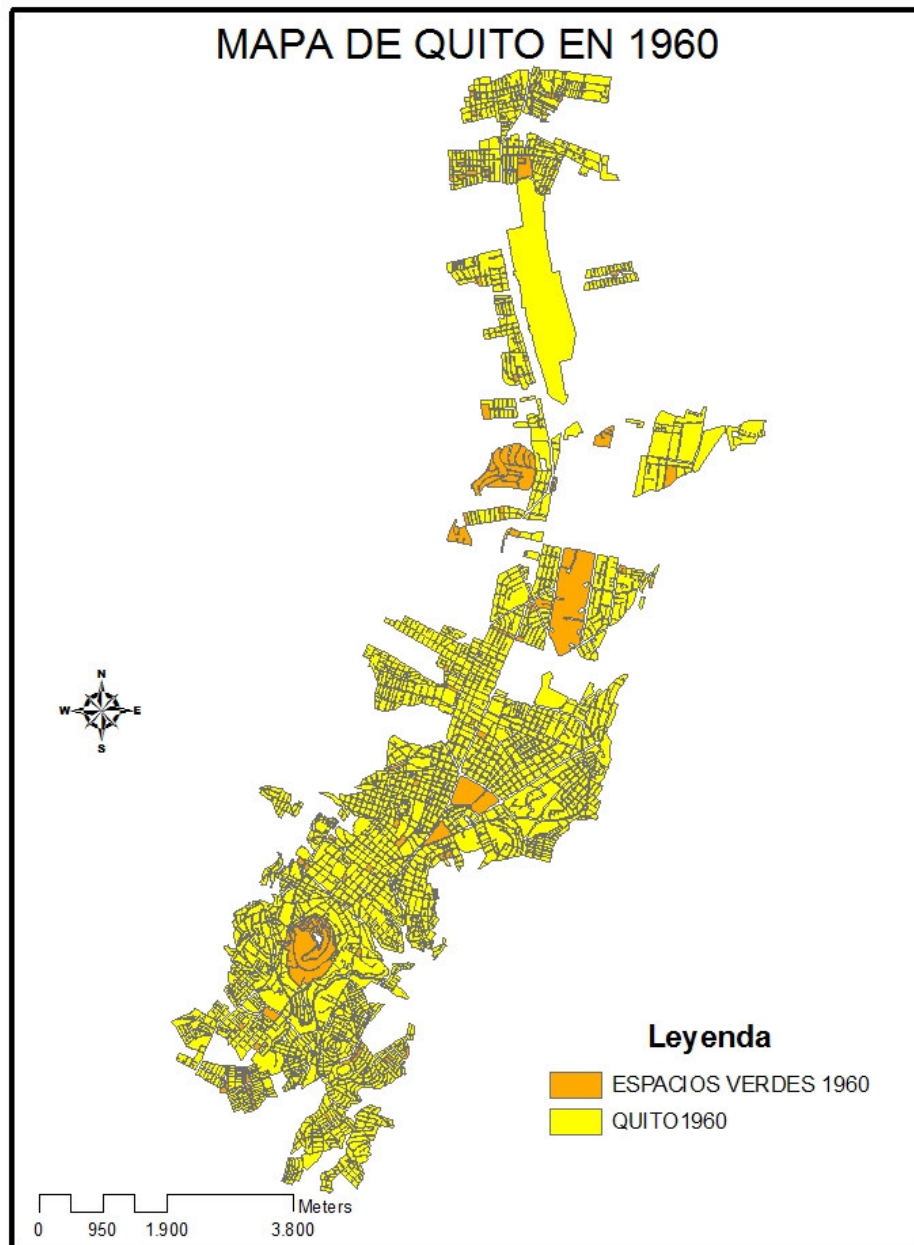 MAPA DE QUITO EN 1960
N
W E
S
Leyenda
ESPACIOS VERDES 1960
QUITO1960
Meters
0 950 1.900 3.800